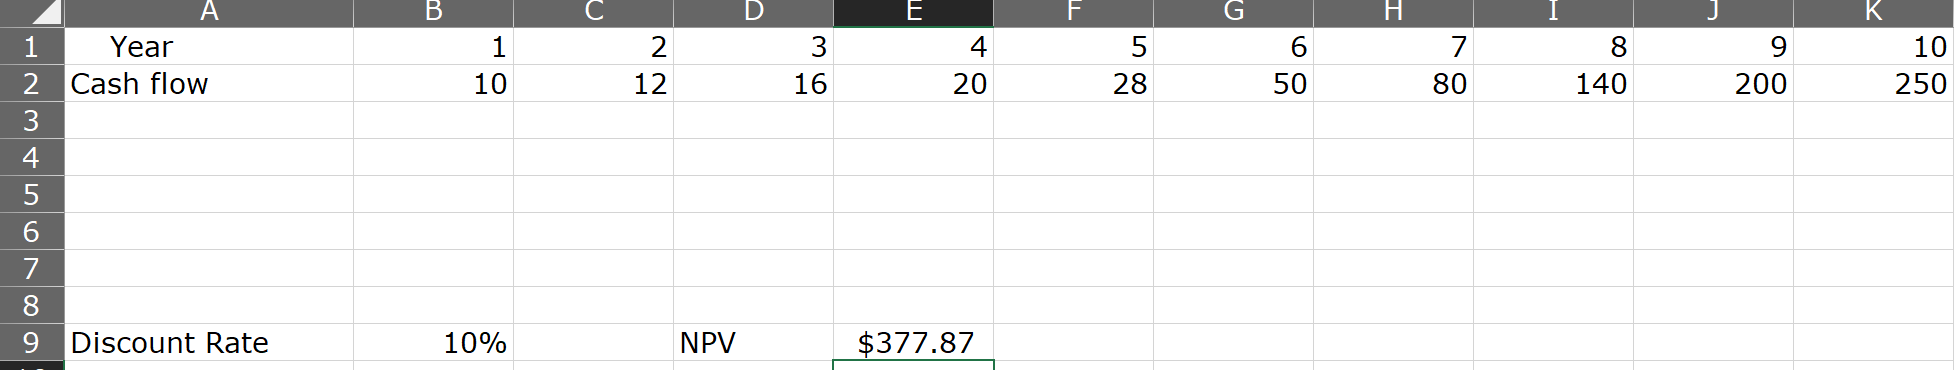 A B C D E F G H I J K
1 Year 1 2 3 4 5 6 7 8 9 10
2 Cash flow 10 12 16 20 28 50 80 140 200 250
3
4
5
6
7
8
9 Discount Rate 10% NPV $377.87